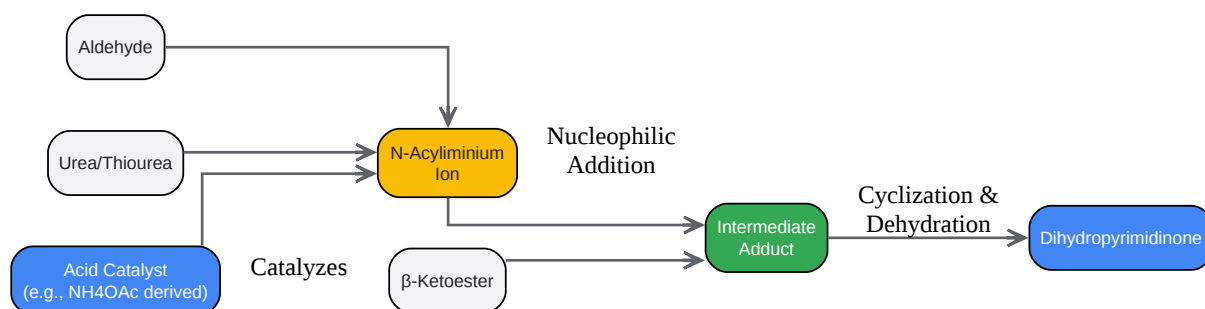 Aldehyde
Urea/Thiourea
N-Acyliminium
Ion
Nucleophilic
Addition
Acid Catalyst
(e.g., NH4OAc derived)
Catalyzes
β-Ketoester
Intermediate
Adduct
Cyclization &
Dehydration
Dihydropyrimidinone